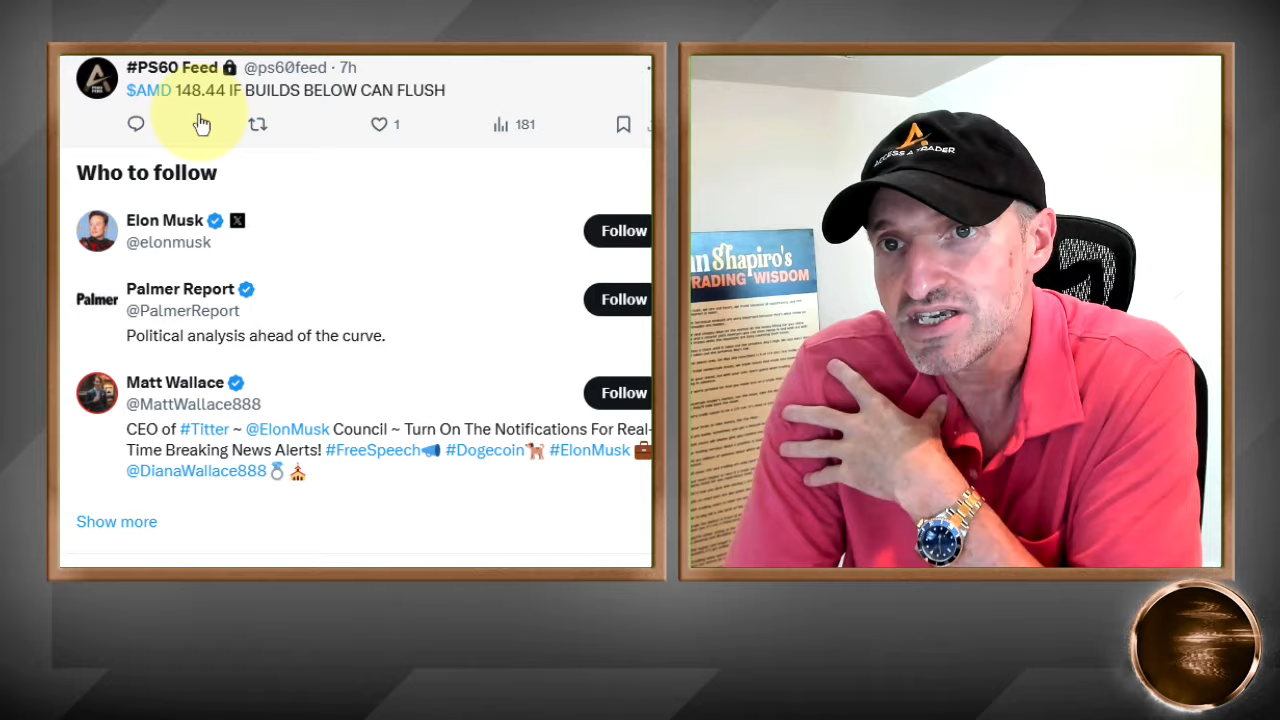 #PS60 Feed @ps60feed · 7h
$AMD 148.44 IF BUILDS BELOW CAN FLUSH
1 181
Who to follow
Elon Musk
@elonmusk
Follow
Palmer Report
@PalmerReport
Follow
Political analysis ahead of the curve.
Matt Wallace
@MattWallace888
Follow
CEO of #Titter ~ @ElonMusk Council ~ Turn On The Notifications For Real-
Time Breaking News Alerts! #FreeSpeech📣 #Dogecoin🐕 #ElonMusk 💼
@DianaWallace888💍💒
Show more
ACCESS A TRADER
n Shapiro's
RADING WISDOM